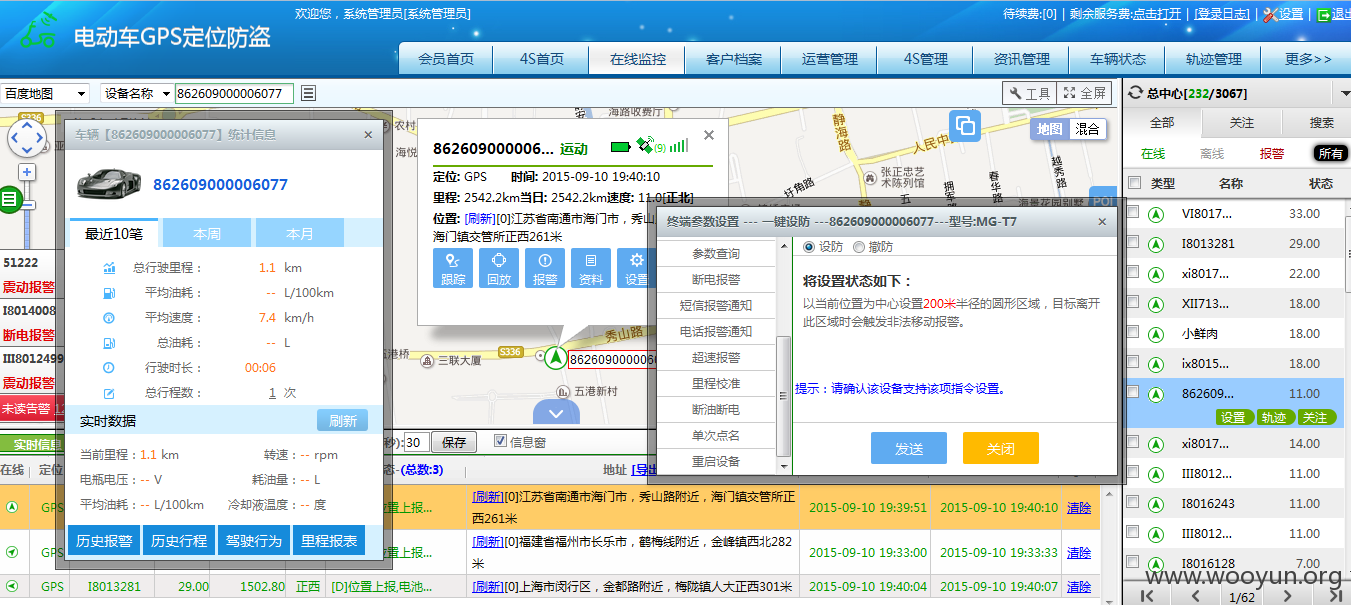 欢迎您，系统管理员[系统管理员]
待续费:[0] | 剩余服务费:点击打开 | [登录日志] | 设置 | 退出
电动车GPS定位防盗
会员首页 4S首页 在线监控 客户档案 运营管理 4S管理 资讯管理 车辆状态 轨迹管理 更多>>
百度地图 设备名称 862609000006077
工具 全屏
总中心[232/3067]
全部 关注 搜索
在线 离线 报警 所有
类型 名称 状态
VI8017... 33.00
I8013281 29.00
xi8017... 22.00
XII713... 18.00
小鲜肉 18.00
ix8015... 18.00
862609... 11.00
设置 轨迹 关注
xi8017... 14.00
III8012... 11.00
I8016243 11.00
III8012... 11.00
I8016128 7.00
1/62
www.wooyun.org
S336
农村
海悦
海路收费厅
静海路
人民中
张正忠艺术陈列馆
圩角路
越秀路
春华路
拥军
海景花园别墅
地图 混合
POI
车辆【862609000006077】统计信息
862609000006077
最近10笔 本周 本月
总行驶里程： 1.1 km
平均油耗： -- L/100km
平均速度： 7.4 km/h
总油耗： -- L
行驶时长： 00:06
总行程数： 1 次
实时数据 刷新
当前里程：1.1 km 转速：-- rpm
电瓶电压：-- V 耗油量：-- L
平均油耗：-- L/100km 冷却液温度：-- 度
历史报警 历史行程 驾驶行为 里程报表
51222
震动报警
I8014008
断电报警
III8012499
震动报警
未读告警
实时信息
862609000006... 运动 (9)
定位: GPS 时间: 2015-09-10 19:40:10
里程: 2542.2km当日: 2542.2km速度: 11.0[正北]
位置: [刷新][0]江苏省南通市海门市，秀山
海门镇交管所正西261米
跟踪 回放 报警 资料 设置
秀山路
S336
港桥
三联大厦
862609000006
五港新村
终端参数设置 --- 一键设防 ---862609000006077---型号:MG-T7
参数查询
断电报警
短信报警通知
电话报警通知
超速报警
里程校准
断油断电
单次点名
重启设备
设防 撤防
将设置状态如下：
以当前位置为中心设置200米半径的圆形区域，目标离开
此区域时会触发非法移动报警。
提示：请确认该设备支持该项指令设置。
发送 关闭
秒):30 保存 信息窗
在线 定位 态-(总数:3) 地址 [导出
GPS 位置上报... [刷新][0]江苏省南通市海门市，秀山路附近，海门镇交管所正西261米 2015-09-10 19:39:51 2015-09-10 19:40:10 清除
GPS 位置上报... [刷新][0]福建省福州市长乐市，鹤梅线附近，金峰镇西北282米 2015-09-10 19:33:00 2015-09-10 19:33:33 清除
GPS I8013281 29.00 1502.80 正西 [D]位置上报,电池... [刷新][0]上海市闵行区，金都路附近，梅陇镇人大正西301米 2015-09-10 19:40:04 2015-09-10 19:40:07 清除